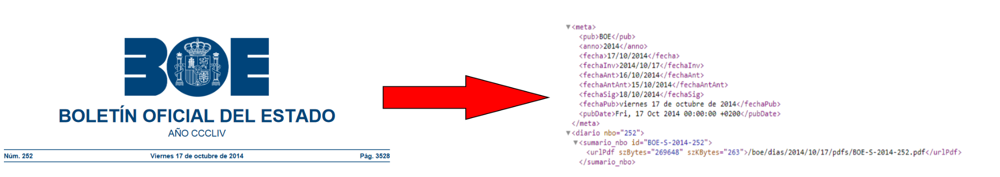 BOE
BOLETÍN OFICIAL DEL ESTADO
AÑO CCCLIV
Núm. 252 Viernes 17 de octubre de 2014 Pág. 3528
▼<meta>
<pub>BOE</pub>
<anno>2014</anno>
<fecha>17/10/2014</fecha>
<fechaInv>2014/10/17</fechaInv>
<fechaAnt>16/10/2014</fechaAnt>
<fechaAntAnt>15/10/2014</fechaAntAnt>
<fechaSig>18/10/2014</fechaSig>
<fechaPub>viernes 17 de octubre de 2014</fechaPub>
<pubDate>Fri, 17 Oct 2014 00:00:00 +0200</pubDate>
</meta>
▼<diario nbo="252">
▼<sumario_nbo id="BOE-S-2014-252">
<urlPdf szBytes="269648" szKBytes="263">/boe/dias/2014/10/17/pdfs/BOE-S-2014-252.pdf</urlPdf>
</sumario_nbo>